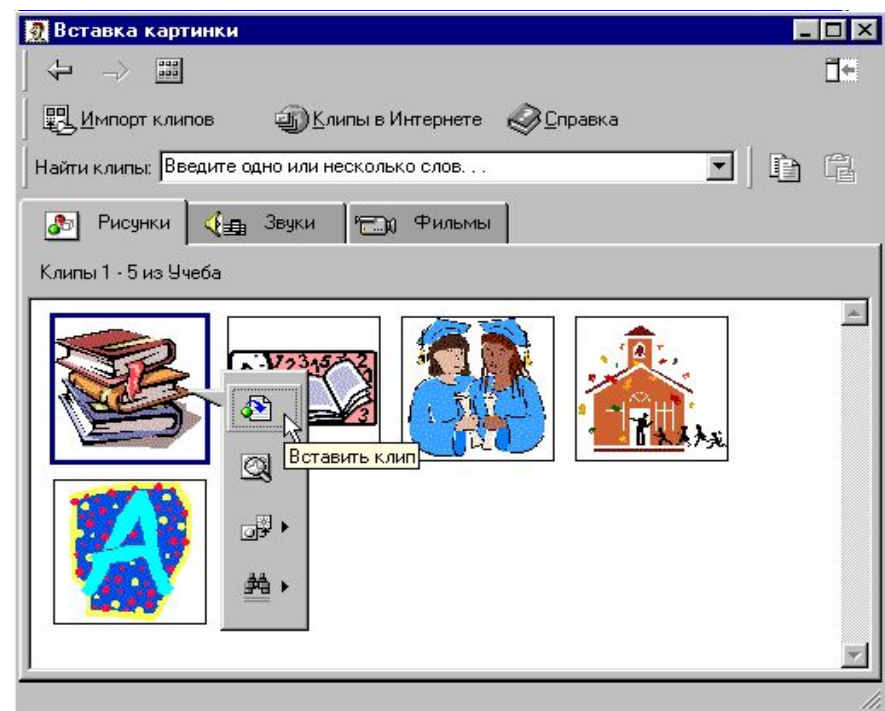 Вставка картинки
Импорт клипов Клипы в Интернете Справка
Найти клипы: Введите одно или несколько слов. . .
Рисунки Звуки Фильмы
Клипы 1 - 5 из Учеба
Вставить клип
A